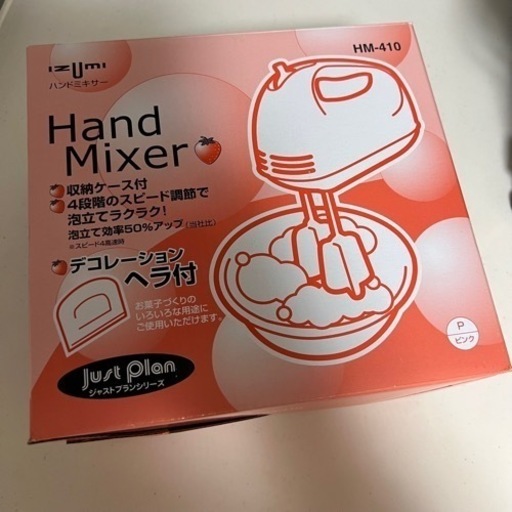 IZUMI
ハンドミキサー
HM-410
Hand
Mixer
収納ケース付
4段階のスピード調節で
泡立てラクラク!
泡立て効率50%アップ(当社比)
※スピード4高速時
デコレーション
ヘラ付
お菓子づくりの
いろいろな用途に
ご使用いただけます。
Just Plan
ジャストプランシリーズ
P
ピンク